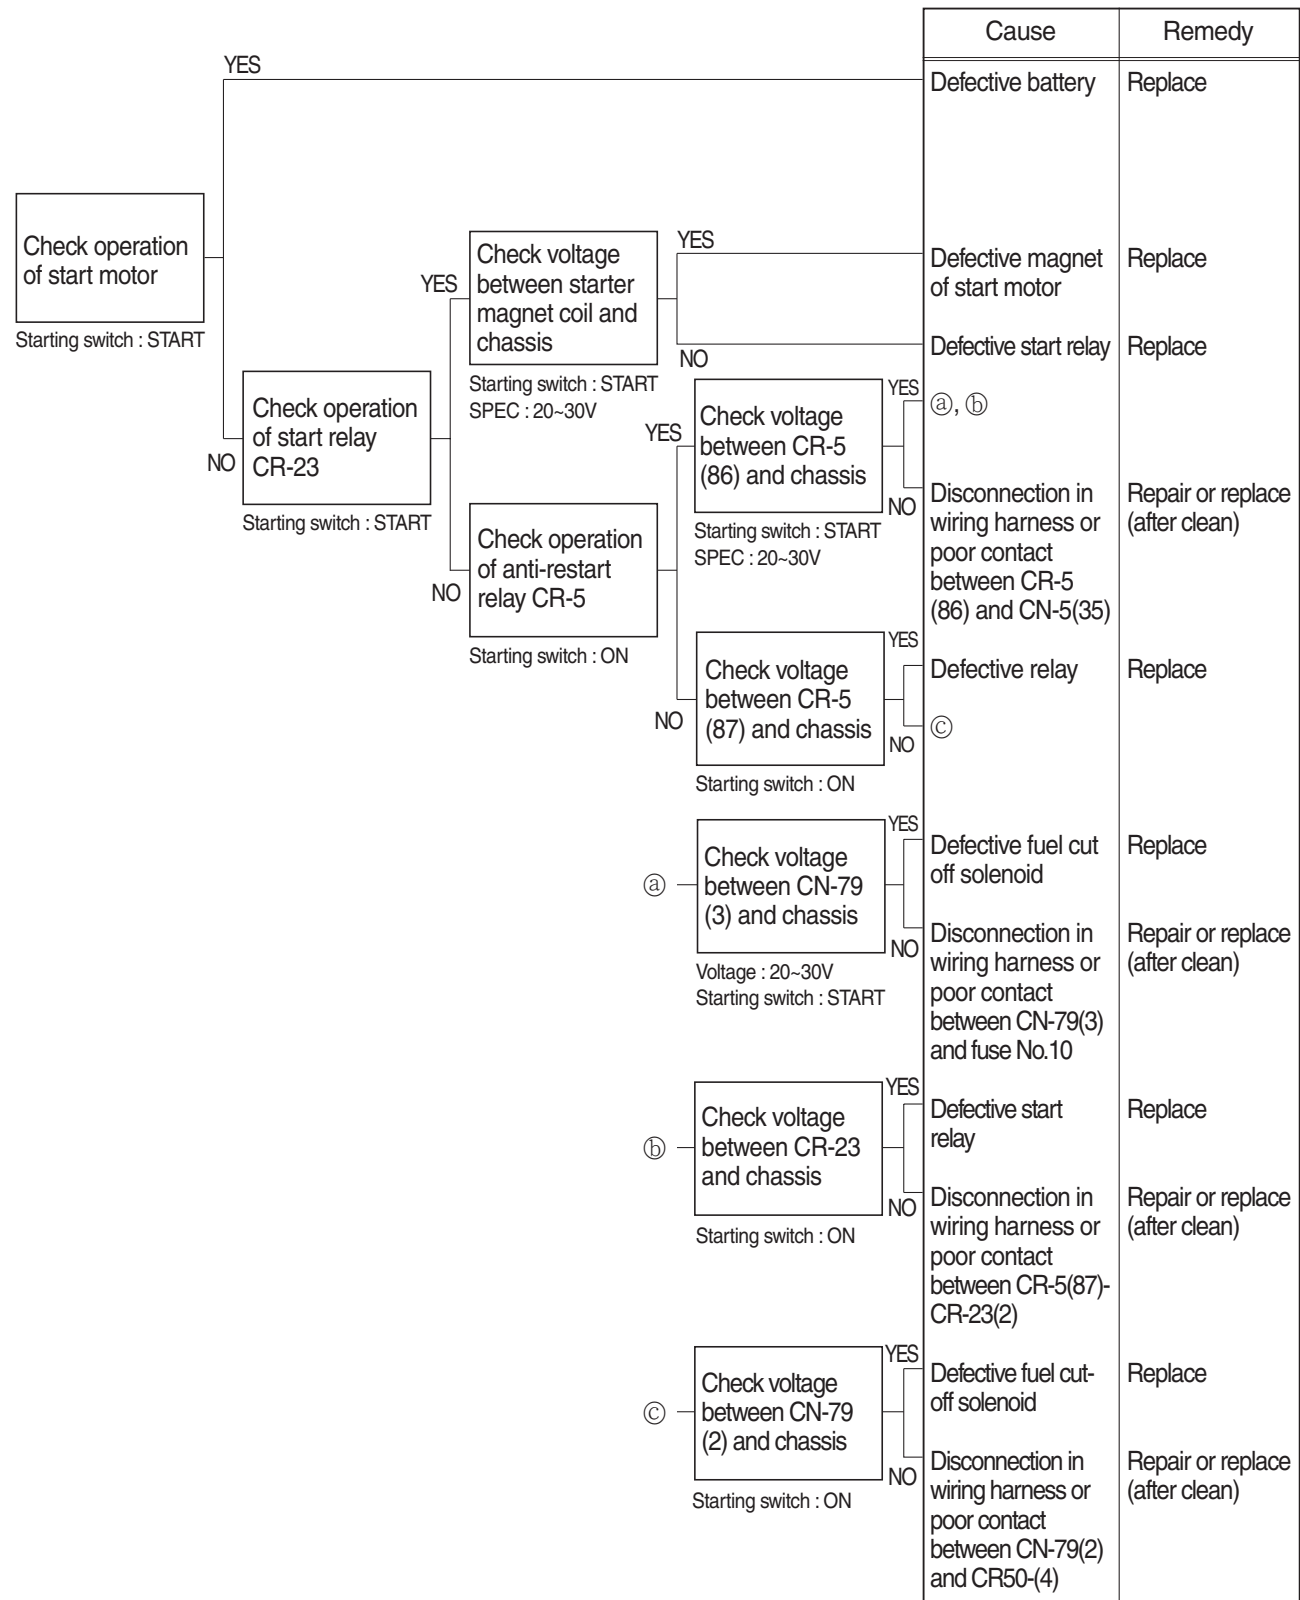 Cause
Remedy
YES
Defective battery
Replace
Check operation
of start motor
Starting switch : START
YES
Check voltage
between starter
magnet coil and
chassis
Starting switch : START
SPEC : 20~30V
YES
Defective magnet
of start motor
Replace
NO
Defective start relay
Replace
NO
Check operation
of start relay
CR-23
Starting switch : START
NO
Check operation
of anti-restart
relay CR-5
Starting switch : ON
YES
Check voltage
between CR-5
(86) and chassis
Starting switch : START
SPEC : 20~30V
YES
ⓐ, ⓑ
NO
Disconnection in
wiring harness or
poor contact
between CR-5
(86) and CN-5(35)
Repair or replace
(after clean)
NO
Check voltage
between CR-5
(87) and chassis
Starting switch : ON
YES
Defective relay
Replace
NO
ⓒ
ⓐ
Check voltage
between CN-79
(3) and chassis
Voltage : 20~30V
Starting switch : START
YES
Defective fuel cut
off solenoid
Replace
NO
Disconnection in
wiring harness or
poor contact
between CN-79(3)
and fuse No.10
Repair or replace
(after clean)
ⓑ
Check voltage
between CR-23
and chassis
Starting switch : ON
YES
Defective start
relay
Replace
NO
Disconnection in
wiring harness or
poor contact
between CR-5(87)-
CR-23(2)
Repair or replace
(after clean)
ⓒ
Check voltage
between CN-79
(2) and chassis
Starting switch : ON
YES
Defective fuel cut-
off solenoid
Replace
NO
Disconnection in
wiring harness or
poor contact
between CN-79(2)
and CR50-(4)
Repair or replace
(after clean)